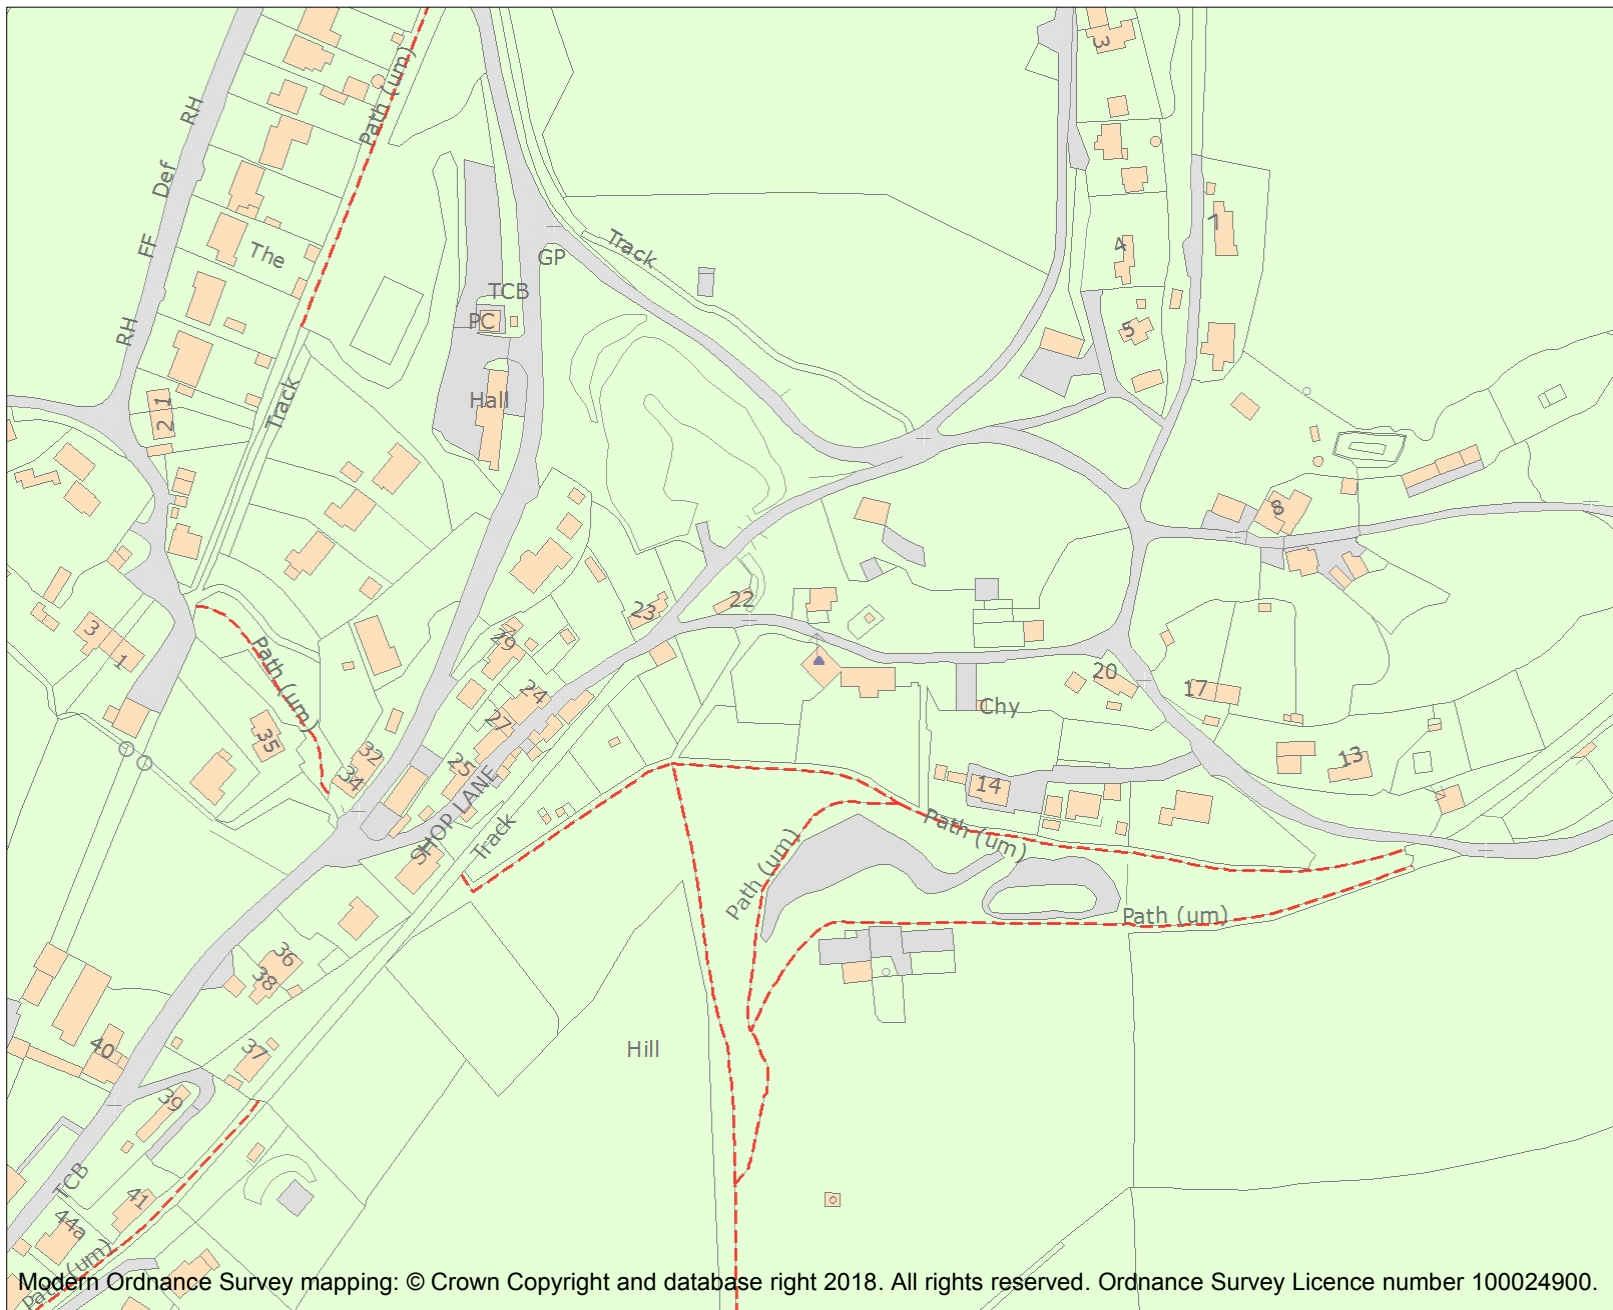 3
RH
Path (um)
Def
FF
The
7
4
Track
GP
TCB
RH
PC
5
Track
Hall
1
2
8
3
1
Path (um)
29
23
22
24
27
20
17
Chy
35
32
34
25
SHOP LANE
Track
14
13
Path (um)
Path (um)
Path (um)
36
38
40
37
Hill
39
TCB
41
44a
Path (um)
Modern Ordnance Survey mapping: © Crown Copyright and database right 2018. All rights reserved. Ordnance Survey Licence number 100024900.